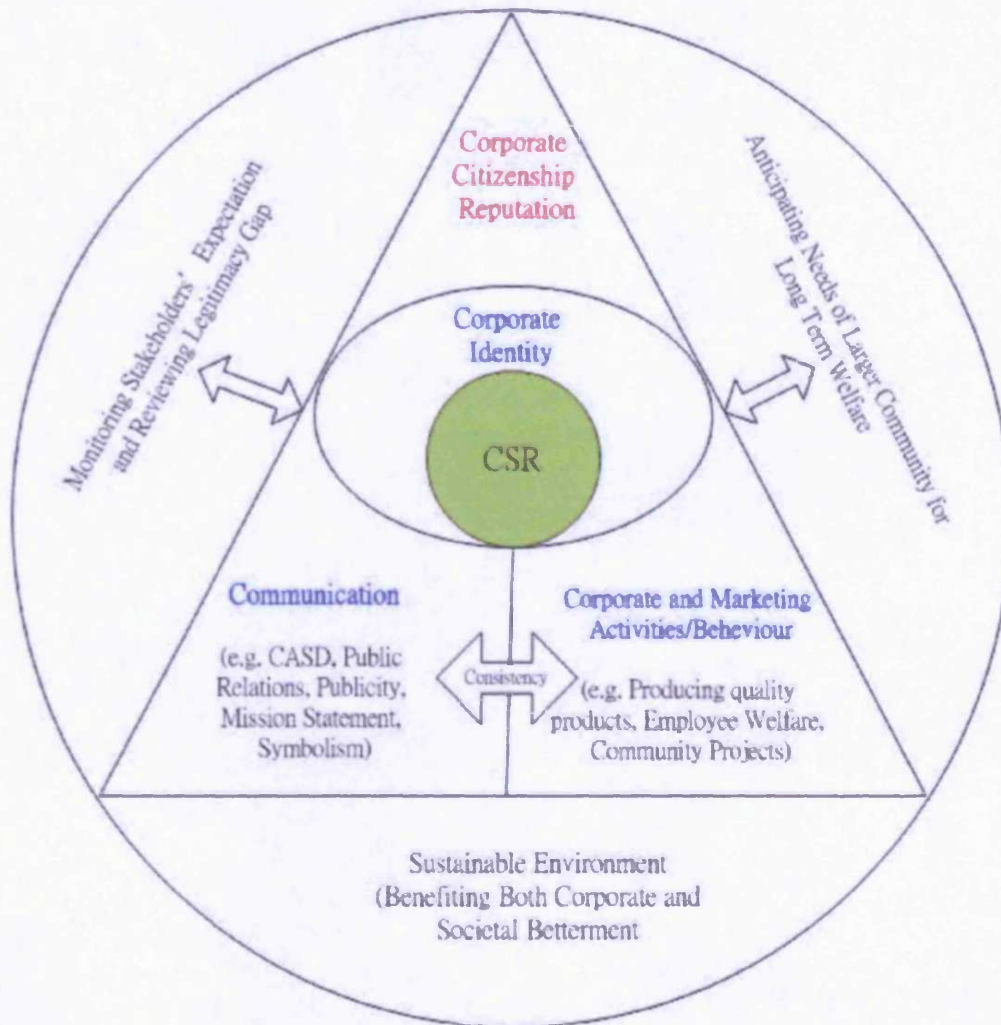 Corporate
Citizenship
Reputation
Monitoring Stakeholders' Expectation
and Reviewing Legitimacy Gap
Anticipating Needs of Larger Community for
Long Term Welfare
Corporate
Identity
CSR
Communication
(e.g. CASD, Public
Relations, Publicity,
Mission Statement,
Symbolism)
Consistency
Corporate and Marketing
Activities/Beheviour
(e.g. Producing quality
products, Employee Welfare,
Community Projects)
Sustainable Environment
(Benefiting Both Corporate and
Societal Betterment